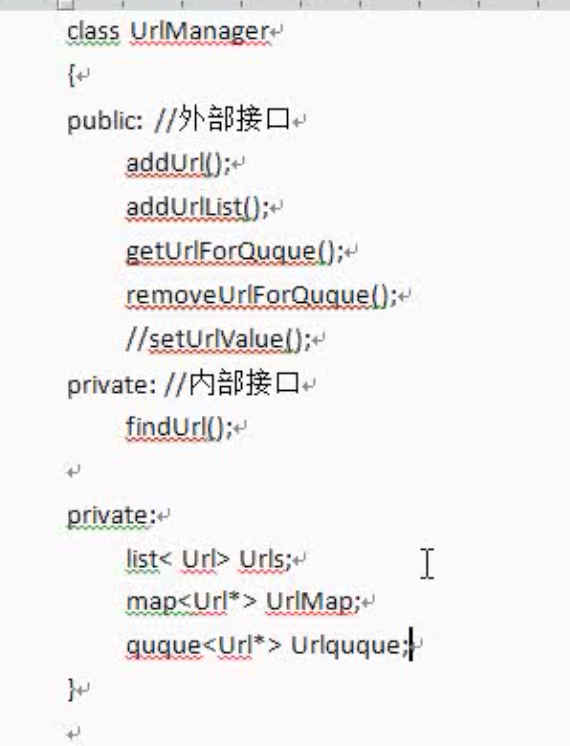 class UrlManager
{
public: //外部接口
addUrl();
addUrlList();
getUrlForQuque();
removeUrlForQuque();
//setUrlValue();
private: //内部接口
findUrl();
private:
list< Url> Urls;
map<Url*> UrlMap;
quque<Url*> Urlquque;
}